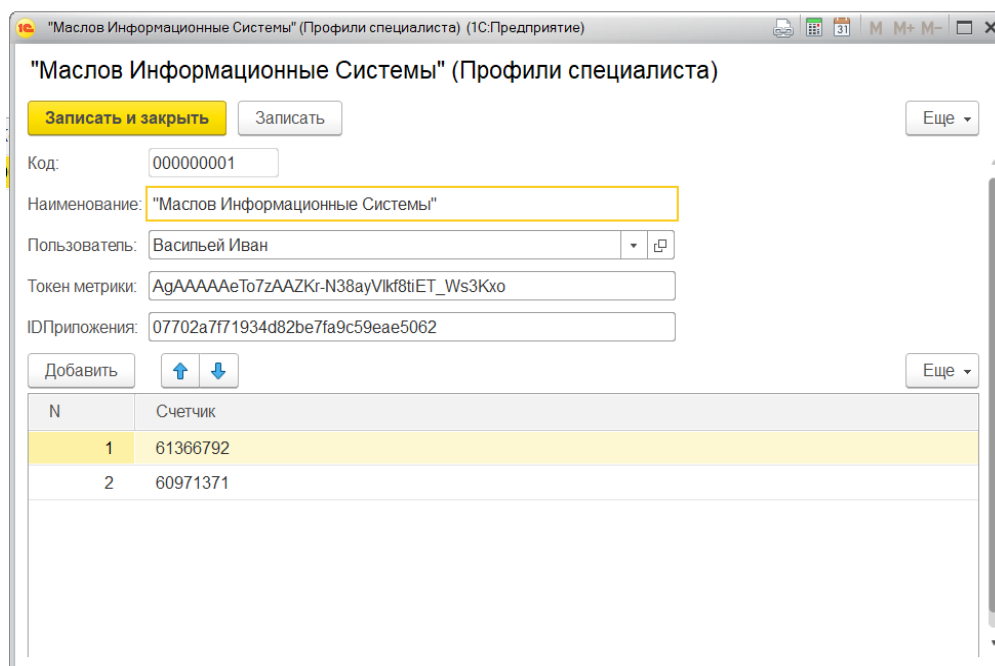 1С "Маслов Информационные Системы" (Профили специалиста) (1С:Предприятие) 31 M M+ M-
"Маслов Информационные Системы" (Профили специалиста)
Записать и закрыть Записать Еще
Код: 000000001
Наименование: "Маслов Информационные Системы"
Пользователь: Васильей Иван
Токен метрики: AgAAAAAeTo7zAAZKr-N38ayVlkf8tiET_Ws3Kxo
IDПриложения: 07702a7f71934d82be7fa9c59eae5062
Добавить Еще
N Счетчик
1 61366792
2 60971371